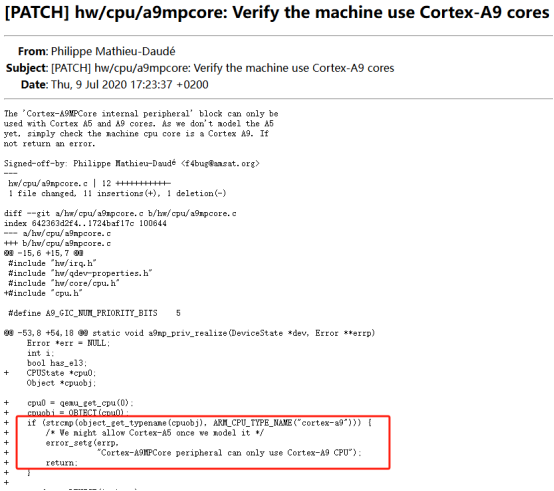 [PATCH] hw/cpu/a9mpcore: Verify the machine use Cortex-A9 cores
From: Philippe Mathieu-Daudé
Subject: [PATCH] hw/cpu/a9mpcore: Verify the machine use Cortex-A9 cores
Date: Thu, 9 Jul 2020 17:23:37 +0200
The 'Cortex-A9MPCore internal peripheral' block can only be
used with Cortex A5 and A9 cores. As we don't model the A5
yet, simply check the machine cpu core is a Cortex A9. If
not return an error.
Signed-off-by: Philippe Mathieu-Daudé <f4bug@amsat.org>
---
hw/cpu/a9mpcore.c | 12 +++++++++++-
1 file changed, 11 insertions(+), 1 deletion(-)
diff --git a/hw/cpu/a9mpcore.c b/hw/cpu/a9mpcore.c
index 642363d2f4..1724baf17c 100644
--- a/hw/cpu/a9mpcore.c
+++ b/hw/cpu/a9mpcore.c
@@ -15,6 +15,7 @@
#include "hw/irq.h"
#include "hw/qdev-properties.h"
#include "hw/core/cpu.h"
+#include "cpu.h"
#define A9_GIC_NUM_PRIORITY_BITS    5
@@ -53,8 +54,18 @@ static void a9mp_priv_realize(DeviceState *dev, Error **errp)
    Error *err = NULL;
    int i;
    bool has_el3;
+    CPUState *cpu0;
    Object *cpuobj;
+    cpu0 = qemu_get_cpu(0);
+    cpuobj = OBJECT(cpu0);
+    if (strcmp(object_get_typename(cpuobj), ARM_CPU_TYPE_NAME("cortex-a9"))) {
+        /* We might allow Cortex-A5 once we model it */
+        error_setg(errp,
+                   "Cortex-A9MPCore peripheral can only use Cortex-A9 CPU");
+        return;
+    }
+